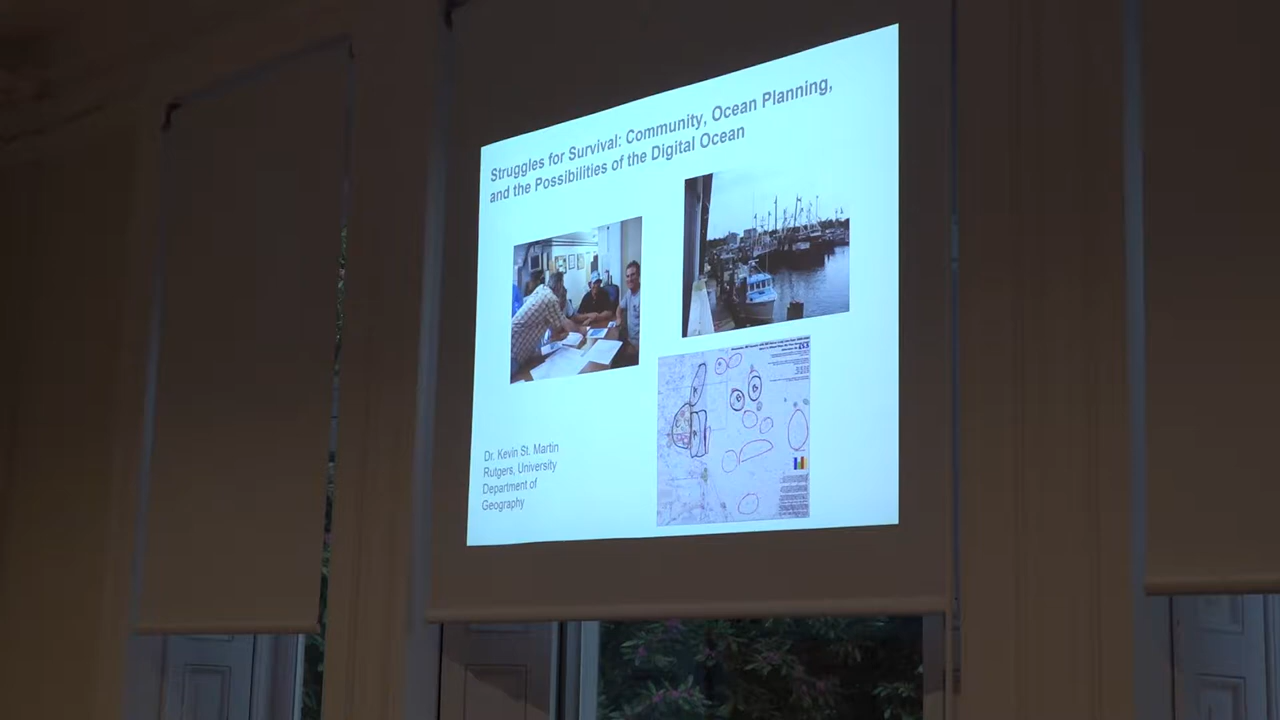 Struggles for Survival: Community, Ocean Planning,
and the Possibilities of the Digital Ocean
Dr. Kevin St. Martin
Rutgers, University
Department of
Geography